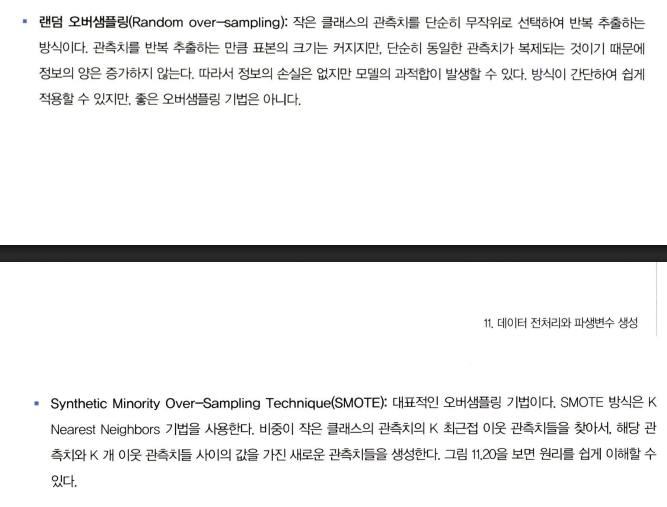 ▪ 랜덤 오버샘플링(Random over-sampling): 작은 클래스의 관측치를 단순히 무작위로 선택하여 반복 추출하는
방식이다. 관측치를 반복 추출하는 만큼 표본의 크기는 커지지만, 단순히 동일한 관측치가 복제되는 것이기 때문에
정보의 양은 증가하지 않는다. 따라서 정보의 손실은 없지만 모델의 과적합이 발생할 수 있다. 방식이 간단하여 쉽게
적용할 수 있지만, 좋은 오버샘플링 기법은 아니다.
11. 데이터 전처리와 파생변수 생성
▪ Synthetic Minority Over-Sampling Technique(SMOTE): 대표적인 오버샘플링 기법이다. SMOTE 방식은 K
Nearest Neighbors 기법을 사용한다. 비중이 작은 클래스의 관측치의 K 최근접 이웃 관측치들을 찾아서, 해당 관
측치와 K 개 이웃 관측치들 사이의 값을 가진 새로운 관측치들을 생성한다. 그림 11.20을 보면 원리를 쉽게 이해할 수
있다.